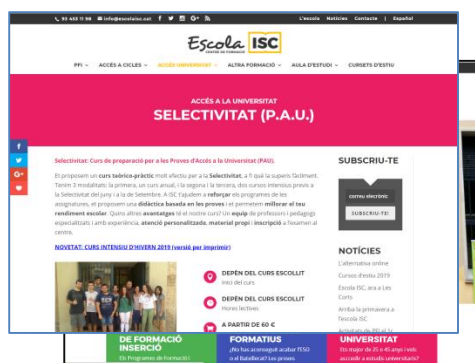 93 453 11 90 info@escolaisc.cat L'escola Notícies Contacte | Español
Escola ISC
CENTRE DE FORMACIÓ
PFI ACCÉS A CICLES ACCÉS UNIVERSITAT ALTRA FORMACIÓ AULA D'ESTUDI CURSETS D'ESTIU
ACCÉS A LA UNIVERSITAT
SELECTIVITAT (P.A.U.)
Selectivitat: Curs de preparació per a les Proves d'Accés a la Universitat (PAU).
Et proposem un curs teòrico-pràctic molt efectiu per a la Selectivitat, a fi què la superis fàcilment.
Tenim 3 modalitats: la primera, un curs anual, i la segona i la tercera, dos cursos intensius previs a
la Selectivitat del juny i a la de Setembre. A ISC t'ajudem a reforçar els programes de les
assignatures, et proposem una didàctica basada en les proves i et permetem millorar el teu
rendiment escolar. Quins altres avantatges té el nostre curs? Un equip de professors i pedagogs
especialitzats i amb experiència, atenció personalitzada, material propi i inscripció a l'examen al
centre.
NOVETAT: CURS INTENSIU D'HIVERN 2019 (versió per imprimir)
DEPÈN DEL CURS ESCOLLIT
Inici del curs
DEPÈN DEL CURS ESCOLLIT
Hores lectives
A PARTIR DE 60 €
SUBSCRIU-TE
correu electrònic
SUBSCRIU-TE!
NOTÍCIES
L'alternativa online
Cursos d'estiu 2019
Escola ISC, ara a Les
Corts
Arriba la primavera a
l'escola ISC
DE FORMACIÓ
INSERCIÓ
Els Programes de Formació i
FORMATIUS
¿No has aconseguit acabar l'ESO
o el Batxillerat? Les proves
UNIVERSITAT
Ets major de 25 o 45 anys i vols
accedir a estudis universitaris?